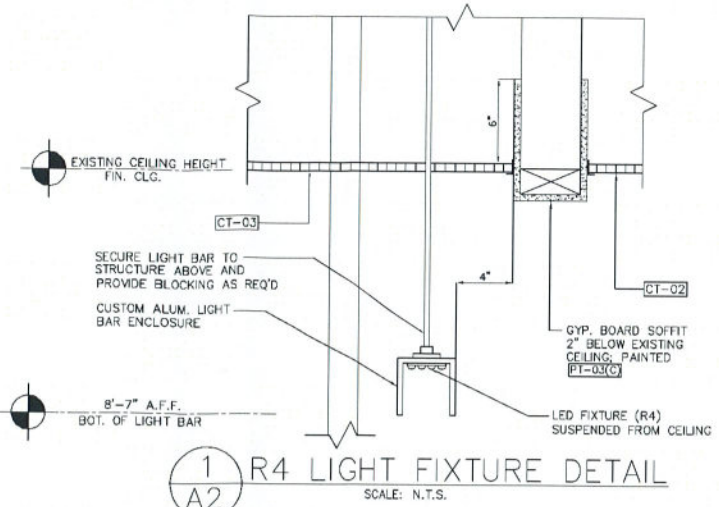 6"
EXISTING CEILING HEIGHT
FIN. CLG.
CT-03
SECURE LIGHT BAR TO
STRUCTURE ABOVE AND
PROVIDE BLOCKING AS REQ'D
4"
CT-02
CUSTOM ALUM. LIGHT
BAR ENCLOSURE
GYP. BOARD SOFFIT
2" BELOW EXISTING
CEILING; PAINTED
PT-03(C)
8'-7" A.F.F.
BOT. OF LIGHT BAR
LED FIXTURE (R4)
SUSPENDED FROM CEILING
1
A2
R4 LIGHT FIXTURE DETAIL
SCALE: N.T.S.